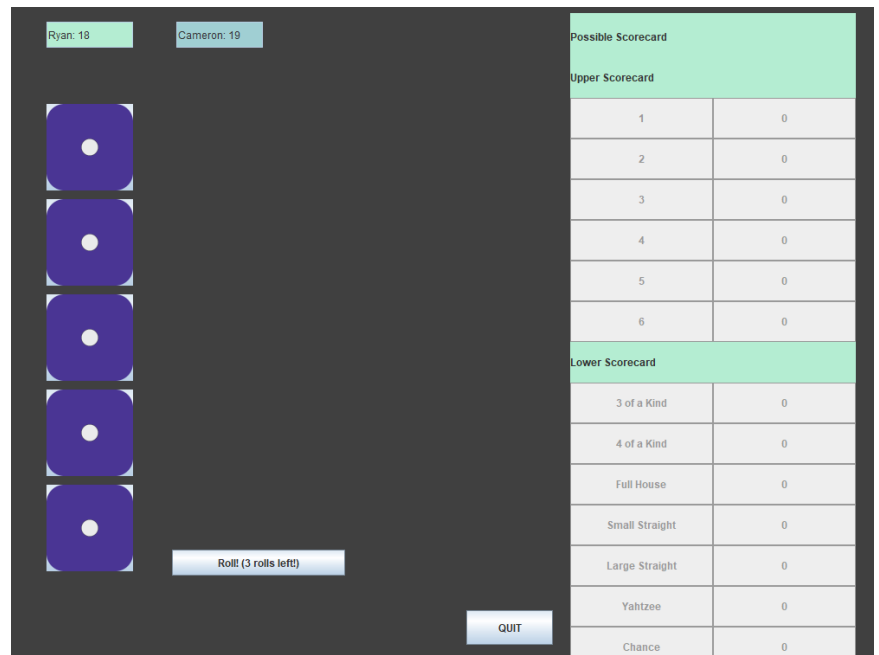 Ryan: 18
Cameron: 19
Possible Scorecard
Upper Scorecard
1 0
2 0
3 0
4 0
5 0
6 0
Lower Scorecard
3 of a Kind 0
4 of a Kind 0
Full House 0
Small Straight 0
Large Straight 0
Yahtzee 0
Chance 0
Roll! (3 rolls left!)
QUIT